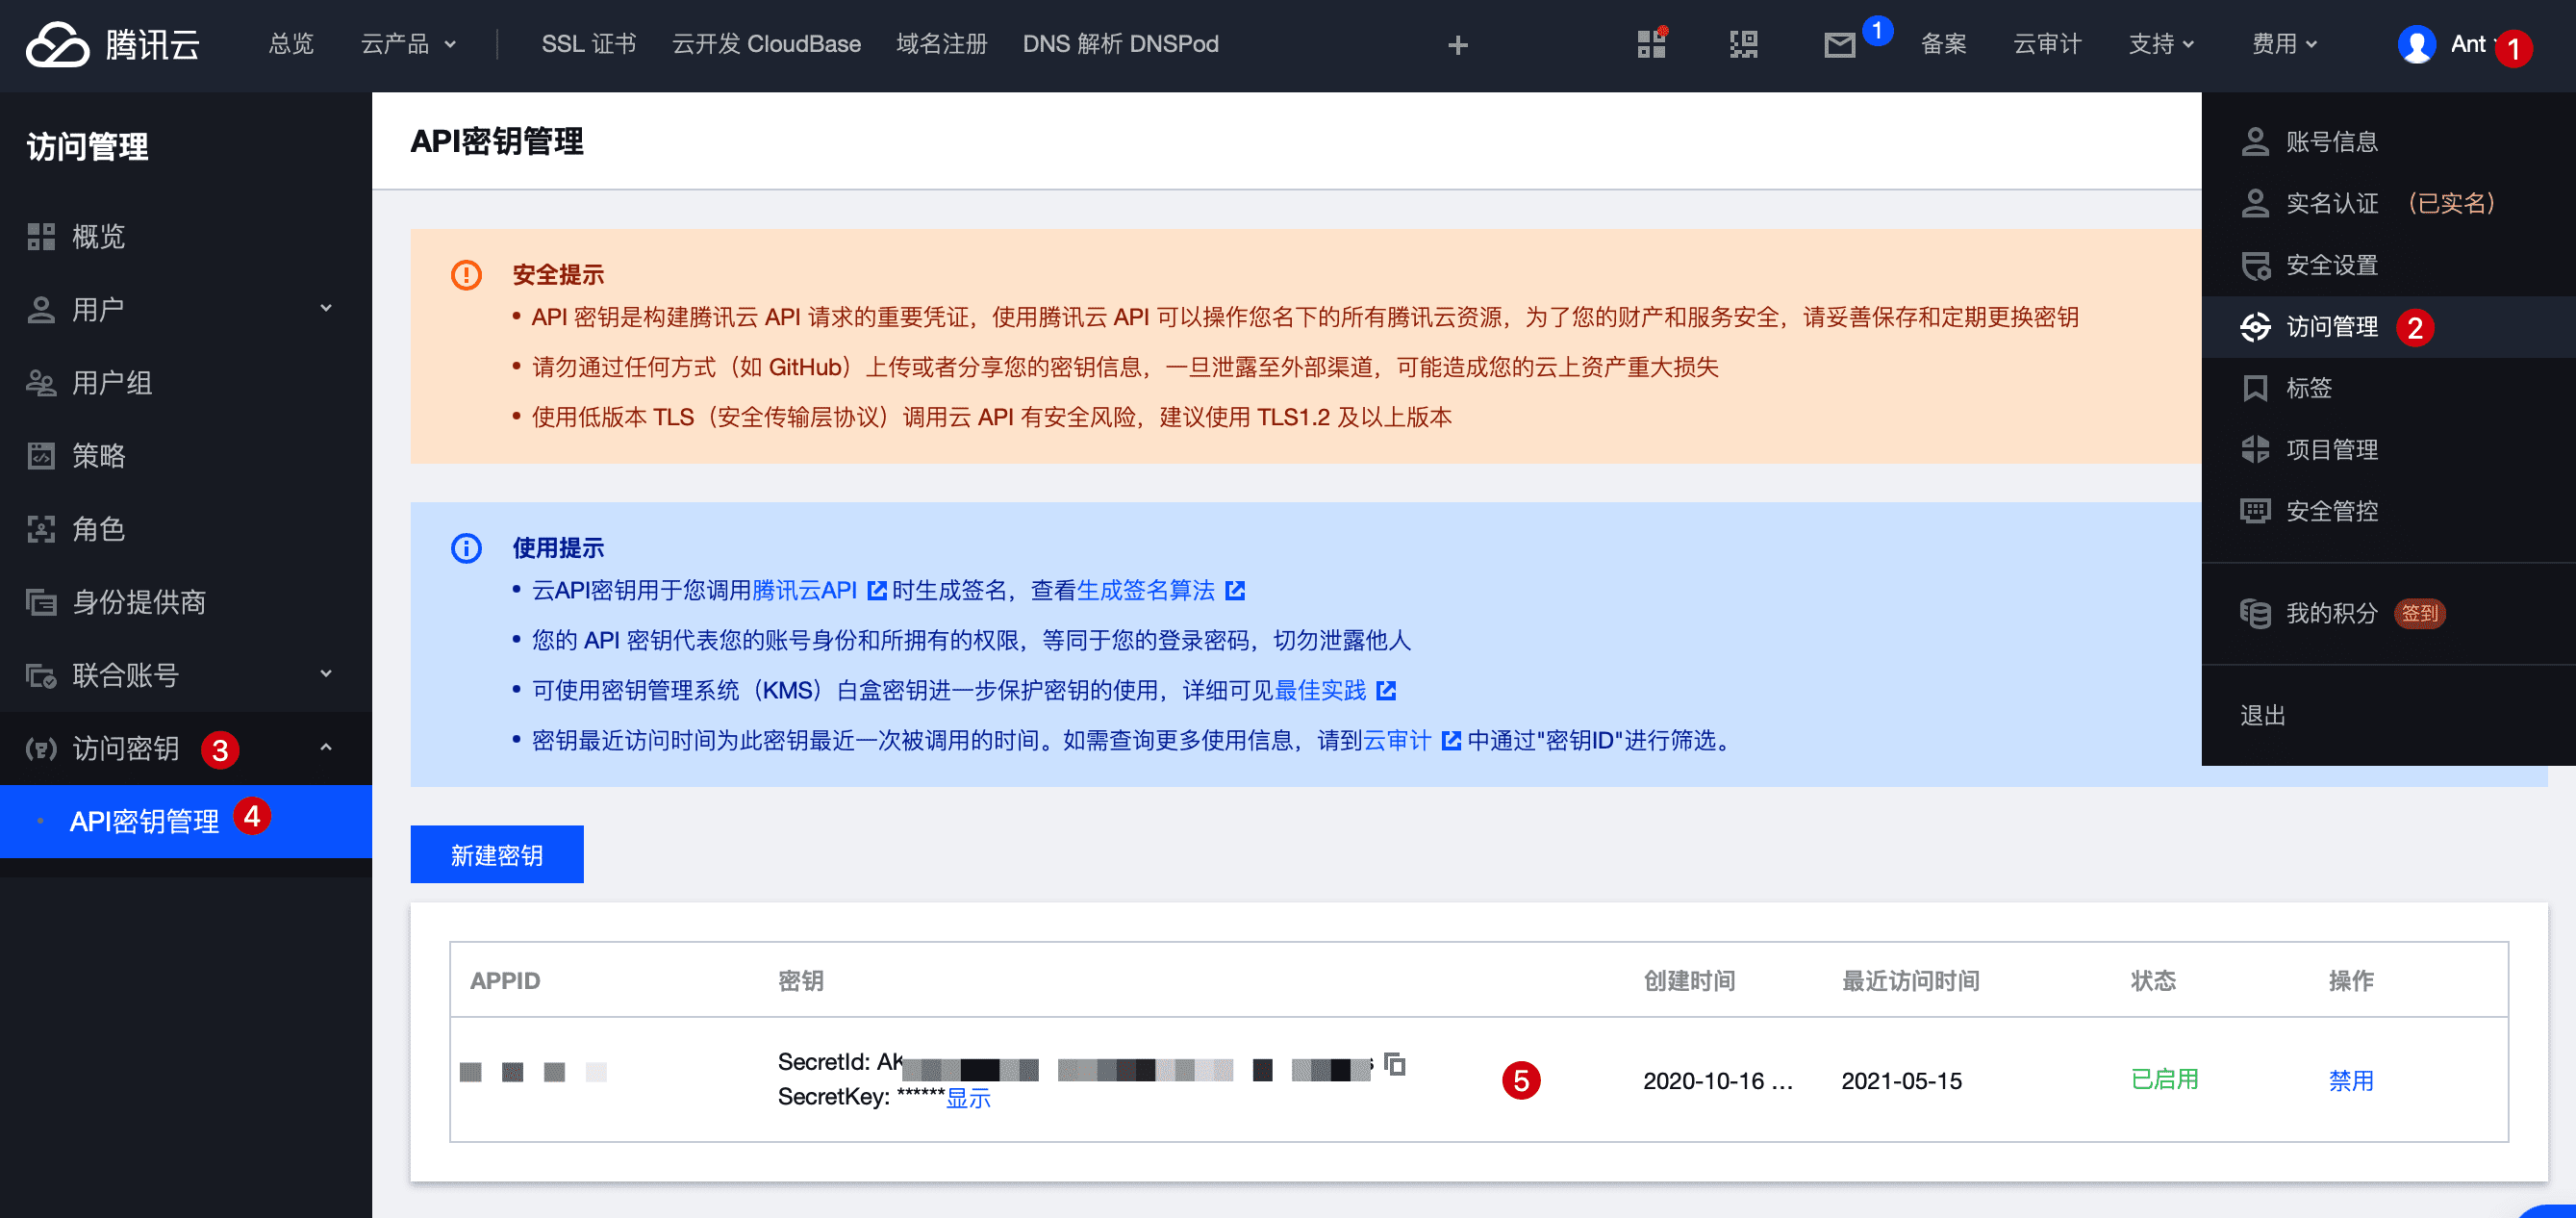 腾讯云
总览
云产品
SSL 证书
云开发 CloudBase
域名注册
DNS 解析 DNSPod
1
备案
云审计
支持
费用
Ant
1
访问管理
概览
用户
用户组
策略
角色
身份提供商
联合账号
访问密钥 3
API密钥管理 4
API密钥管理
安全提示
• API 密钥是构建腾讯云 API 请求的重要凭证，使用腾讯云 API 可以操作您名下的所有腾讯云资源，为了您的财产和服务安全，请妥善保存和定期更换密钥
• 请勿通过任何方式（如 GitHub）上传或者分享您的密钥信息，一旦泄露至外部渠道，可能造成您的云上资产重大损失
• 使用低版本 TLS（安全传输层协议）调用云 API 有安全风险，建议使用 TLS1.2 及以上版本
使用提示
• 云API密钥用于您调用腾讯云API 时生成签名，查看生成签名算法
• 您的 API 密钥代表您的账号身份和所拥有的权限，等同于您的登录密码，切勿泄露他人
• 可使用密钥管理系统（KMS）白盒密钥进一步保护密钥的使用，详细可见最佳实践
• 密钥最近访问时间为此密钥最近一次被调用的时间。如需查询更多使用信息，请到云审计 中通过"密钥ID"进行筛选。
新建密钥
APPID 密钥 创建时间 最近访问时间 状态 操作
SecretId: AK
SecretKey: ******显示
5
2020-10-16 ...
2021-05-15
已启用
禁用
账号信息
实名认证 （已实名）
安全设置
访问管理 2
标签
项目管理
安全管控
我的积分 签到
退出